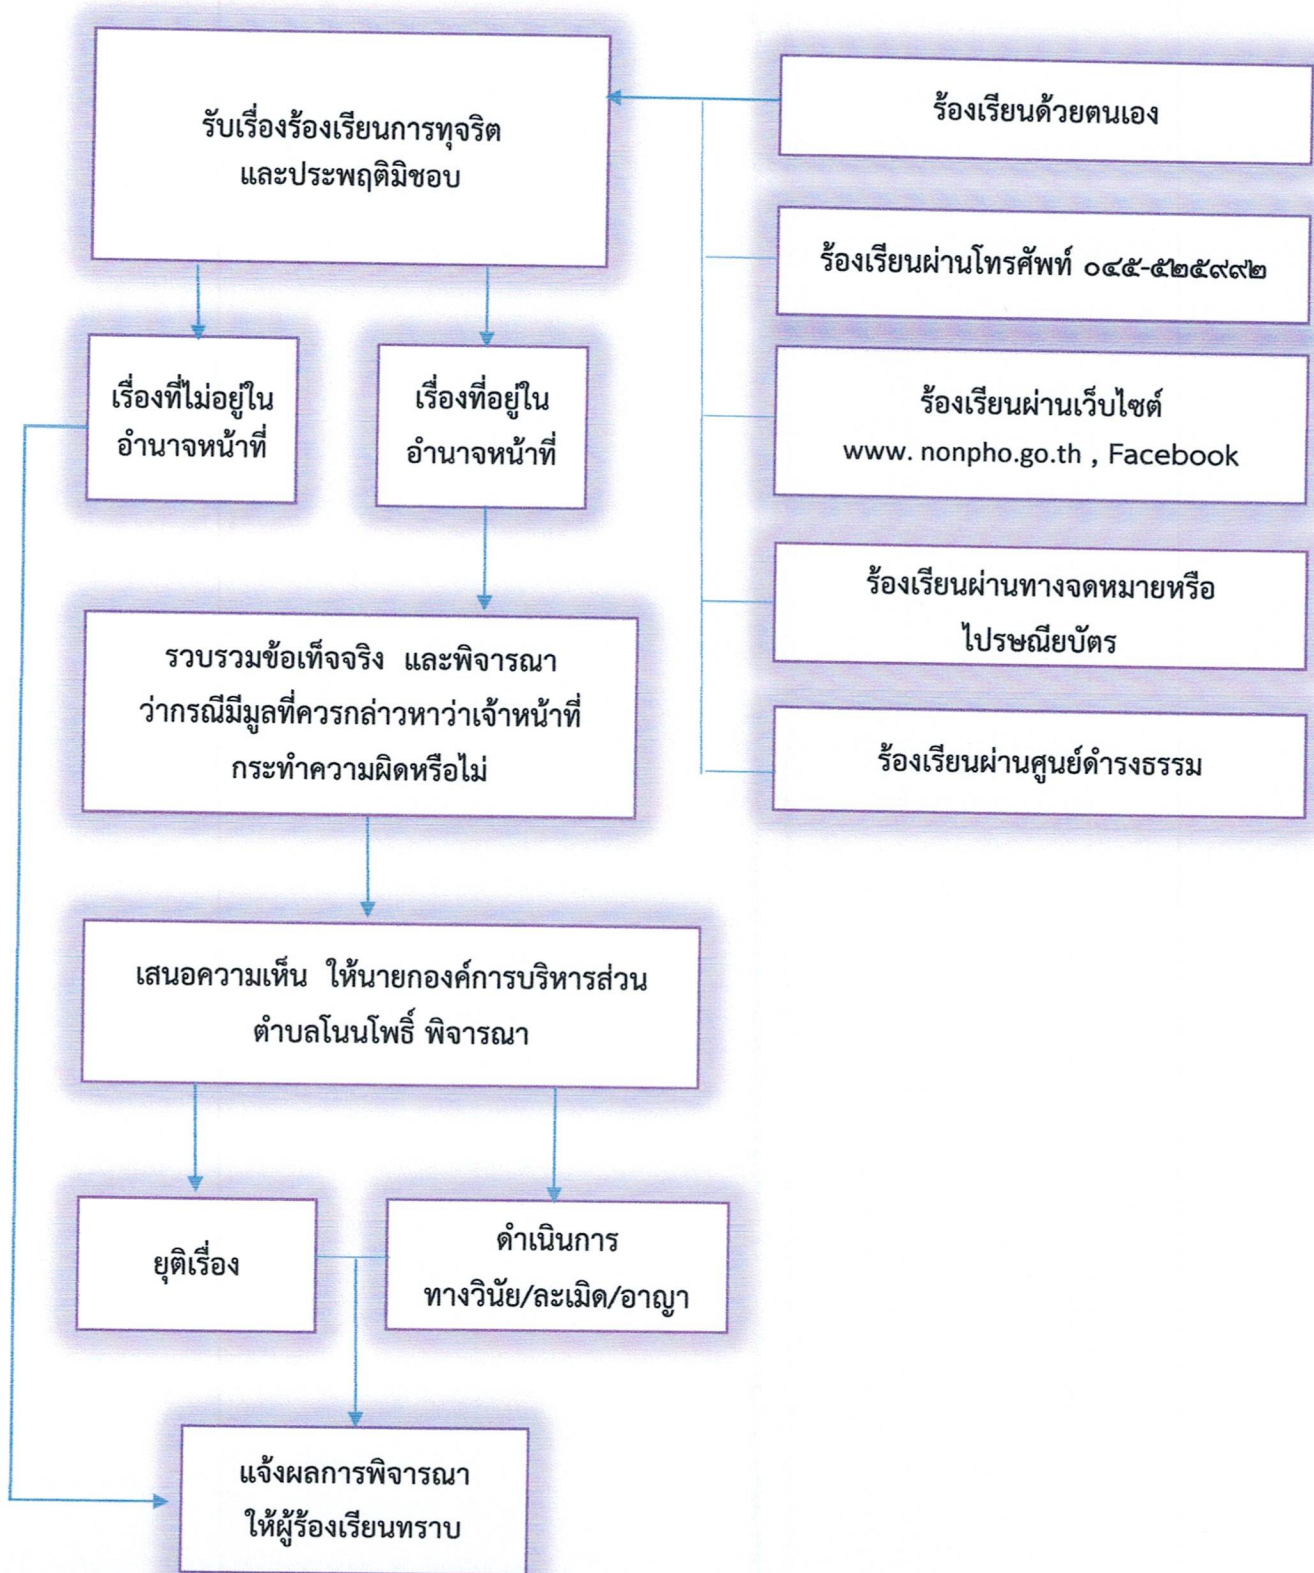 รับเรื่องร้องเรียนการทุจริต
และประพฤติมิชอบ
ร้องเรียนด้วยตนเอง
ร้องเรียนผ่านโทรศัพท์ ๐๔๕-๕๒๕๙๙๒
ร้องเรียนผ่านเว็บไซต์
www. nonpho.go.th , Facebook
ร้องเรียนผ่านทางจดหมายหรือ
ไปรษณียบัตร
ร้องเรียนผ่านศูนย์ดำรงธรรม
เรื่องที่ไม่อยู่ใน
อำนาจหน้าที่
เรื่องที่อยู่ใน
อำนาจหน้าที่
รวบรวมข้อเท็จจริง และพิจารณา
ว่ากรณีมีมูลที่ควรกล่าวหาว่าเจ้าหน้าที่
กระทำความผิดหรือไม่
เสนอความเห็น ให้นายกองค์การบริหารส่วน
ตำบลโนนโพธิ์ พิจารณา
ยุติเรื่อง
ดำเนินการ
ทางวินัย/ละเมิด/อาญา
แจ้งผลการพิจารณา
ให้ผู้ร้องเรียนทราบ